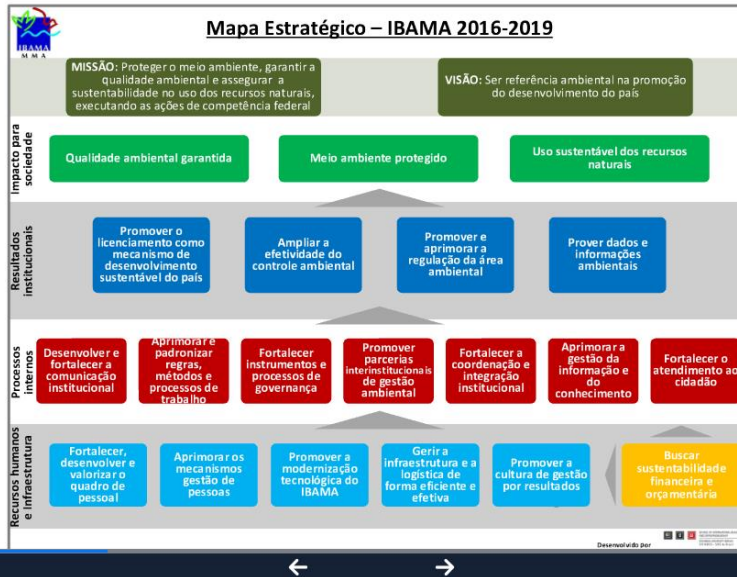 IBAMA
M M A
Mapa Estratégico – IBAMA 2016-2019
MISSÃO: Proteger o meio ambiente, garantir a
qualidade ambiental e assegurar a
sustentabilidade no uso dos recursos naturais,
executando as ações de competência federal
VISÃO: Ser referência ambiental na promoção
do desenvolvimento do país
Impacto para
sociedade
Qualidade ambiental garantida
Meio ambiente protegido
Uso sustentável dos recursos
naturais
Resultados
institucionais
Promover o
licenciamento como
mecanismo de
desenvolvimento
sustentável do país
Ampliar a
efetividade do
controle ambiental
Promover e
aprimorar a
regulação da área
ambiental
Prover dados e
informações
ambientais
Processos
internos
Desenvolver e
fortalecer a
comunicação
institucional
Aprimorar e
padronizar
regras,
métodos e
processos de
trabalho
Fortalecer
instrumentos e
processos de
governança
Promover
parcerias
interinstitucionais
de gestão
ambiental
Fortalecer a
coordenação e
integração
institucional
Aprimorar a
gestão da
informação e
do
conhecimento
Fortalecer o
atendimento ao
cidadão
Recursos humanos
e Infraestrutura
Fortalecer,
desenvolver e
valorizar o
quadro de
pessoal
Aprimorar os
mecanismos
gestão de
pessoas
Promover a
modernização
tecnológica do
IBAMA
Gerir a
infraestrutura e a
logística de
forma eficiente e
efetiva
Promover a
cultura de gestão
por resultados
Buscar
sustentabilidade
financeira e
orçamentária
Desenvolvido por